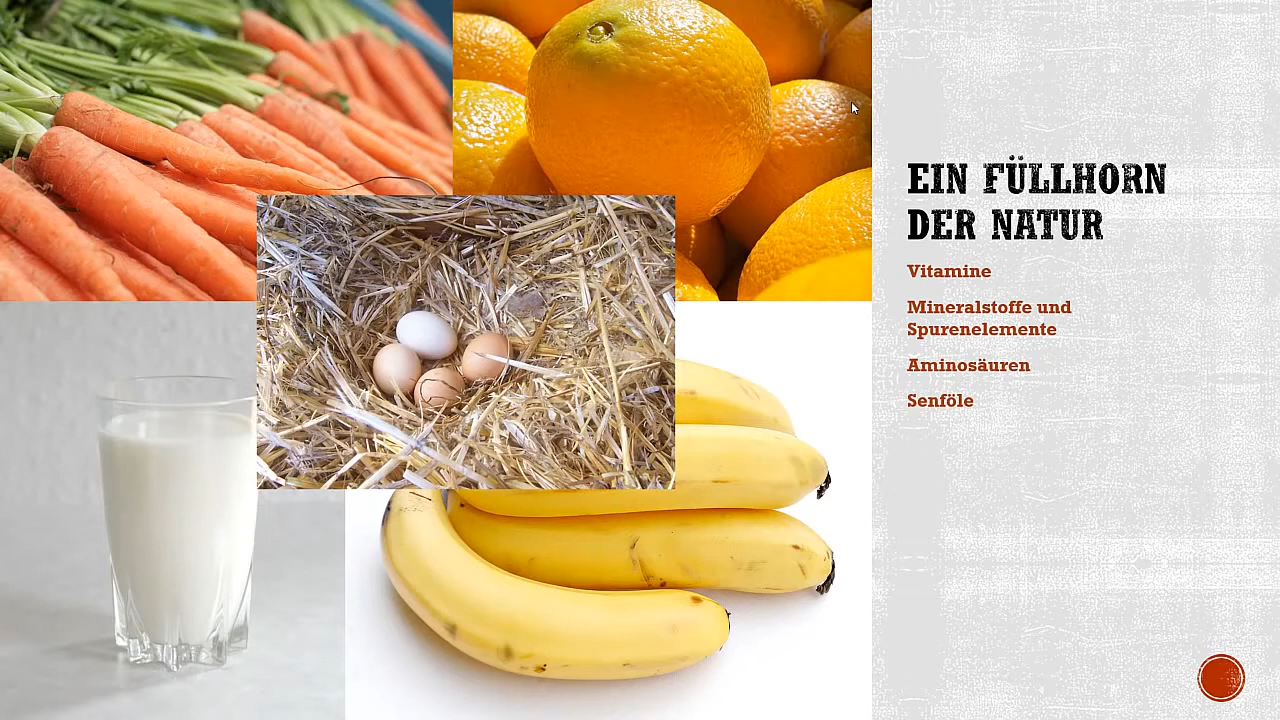 EIN FÜLLHORN
DER NATUR
Vitamine
Mineralstoffe und
Spurenelemente
Aminosäuren
Senföle